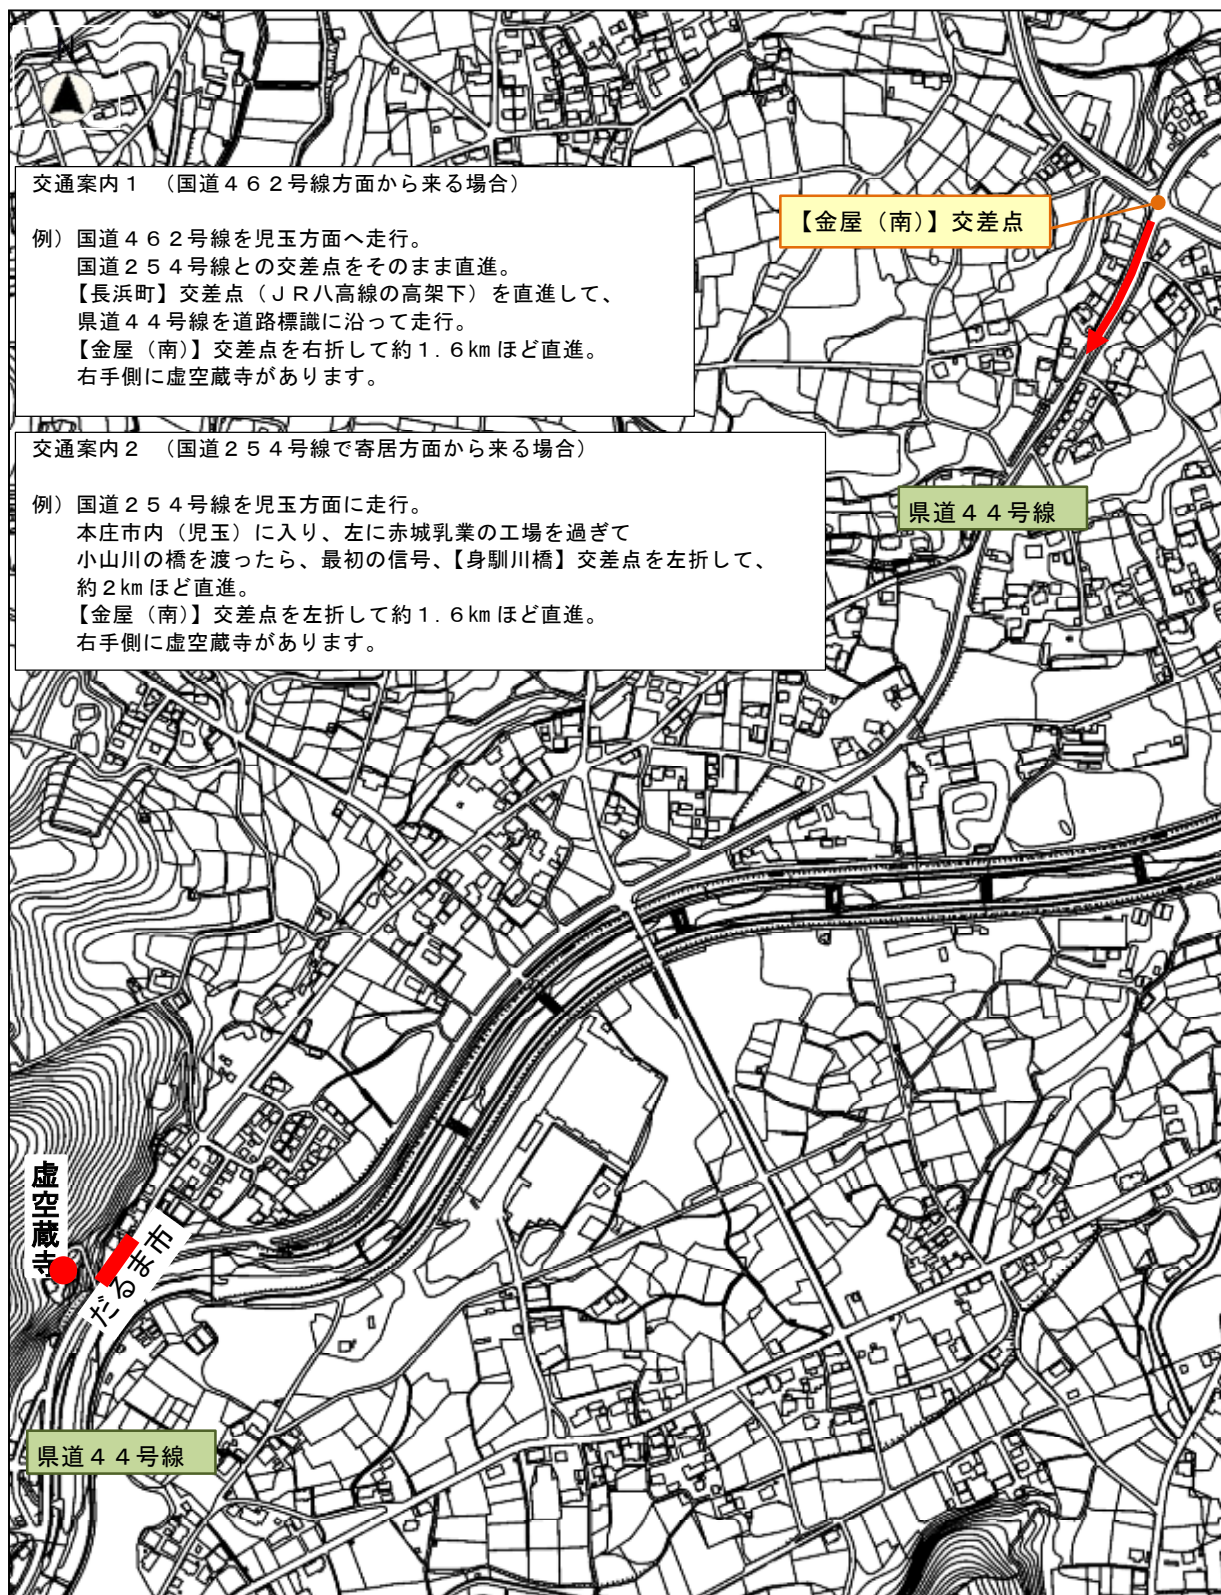 N
交通案内１　（国道４６２号線方面から来る場合）
例）国道４６２号線を児玉方面へ走行。
国道２５４号線との交差点をそのまま直進。
【長浜町】交差点（ＪＲ八高線の高架下）を直進して、
県道４４号線を道路標識に沿って走行。
【金屋（南）】交差点を右折して約１．６㎞ほど直進。
右手側に虚空蔵寺があります。
【金屋（南）】交差点
交通案内２　（国道２５４号線で寄居方面から来る場合）
例）国道２５４号線を児玉方面に走行。
本庄市内（児玉）に入り、左に赤城乳業の工場を過ぎて
小山川の橋を渡ったら、最初の信号、【身馴川橋】交差点を左折して、
約２㎞ほど直進。
【金屋（南）】交差点を左折して約１．６㎞ほど直進。
右手側に虚空蔵寺があります。
県道４４号線
虚空蔵寺
だるま市
県道４４号線